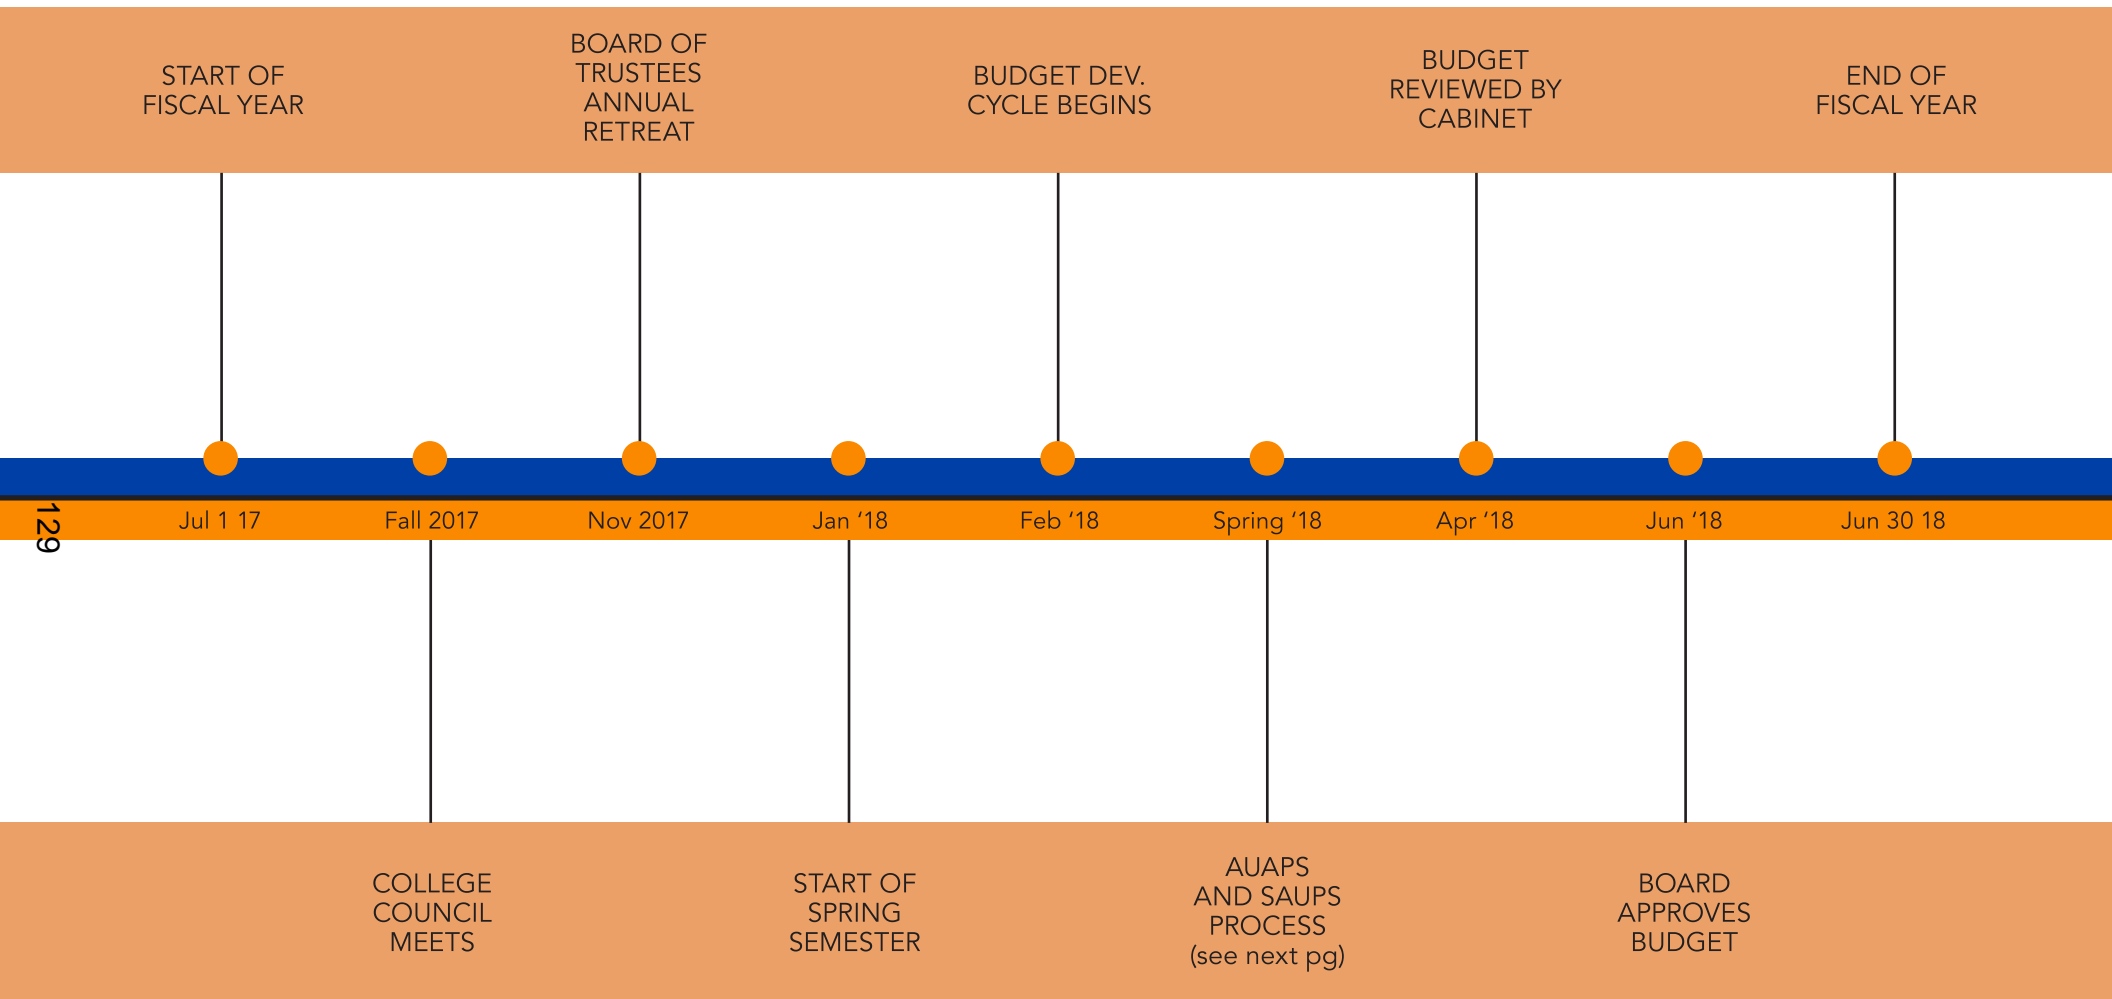 START OF
FISCAL YEAR
BOARD OF
TRUSTEES
ANNUAL
RETREAT
BUDGET DEV.
CYCLE BEGINS
BUDGET
REVIEWED BY
CABINET
END OF
FISCAL YEAR
129
Jul 1 17
Fall 2017
Nov 2017
Jan ‘18
Feb ‘18
Spring ‘18
Apr ‘18
Jun ‘18
Jun 30 18
COLLEGE
COUNCIL
MEETS
START OF
SPRING
SEMESTER
AUAPS
AND SAUPS
PROCESS
(see next pg)
BOARD
APPROVES
BUDGET